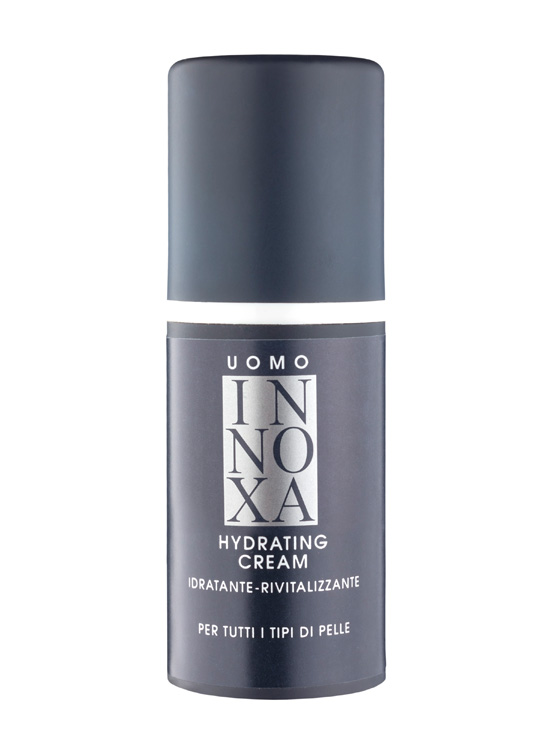 UOMO
IN
NO
XA
HYDRATING
CREAM
IDRATANTE-RIVITALIZZANTE
PER TUTTI I TIPI DI PELLE